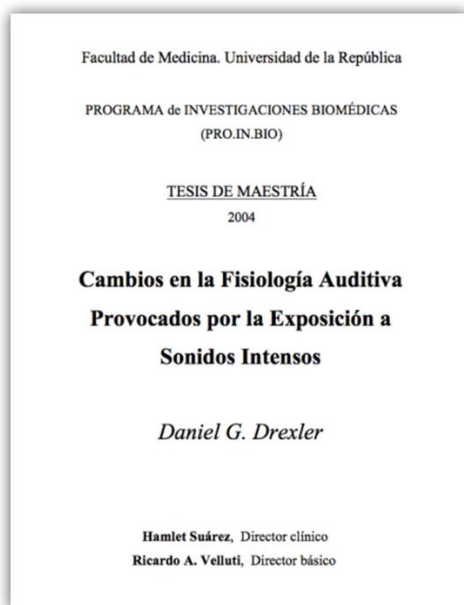 Facultad de Medicina. Universidad de la República
PROGRAMA de INVESTIGACIONES BIOMÉDICAS
(PRO.IN.BIO)
TESIS DE MAESTRÍA
2004
Cambios en la Fisiología Auditiva
Provocados por la Exposición a
Sonidos Intensos
Daniel G. Drexler
Hamlet Suárez, Director clínico
Ricardo A. Velluti, Director básico